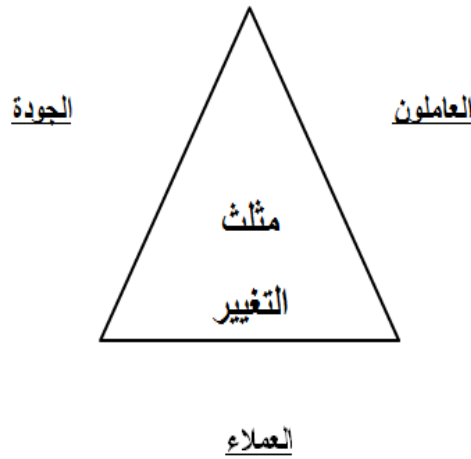 العاملون
الجودة
مثلث
التغيير
العملاء